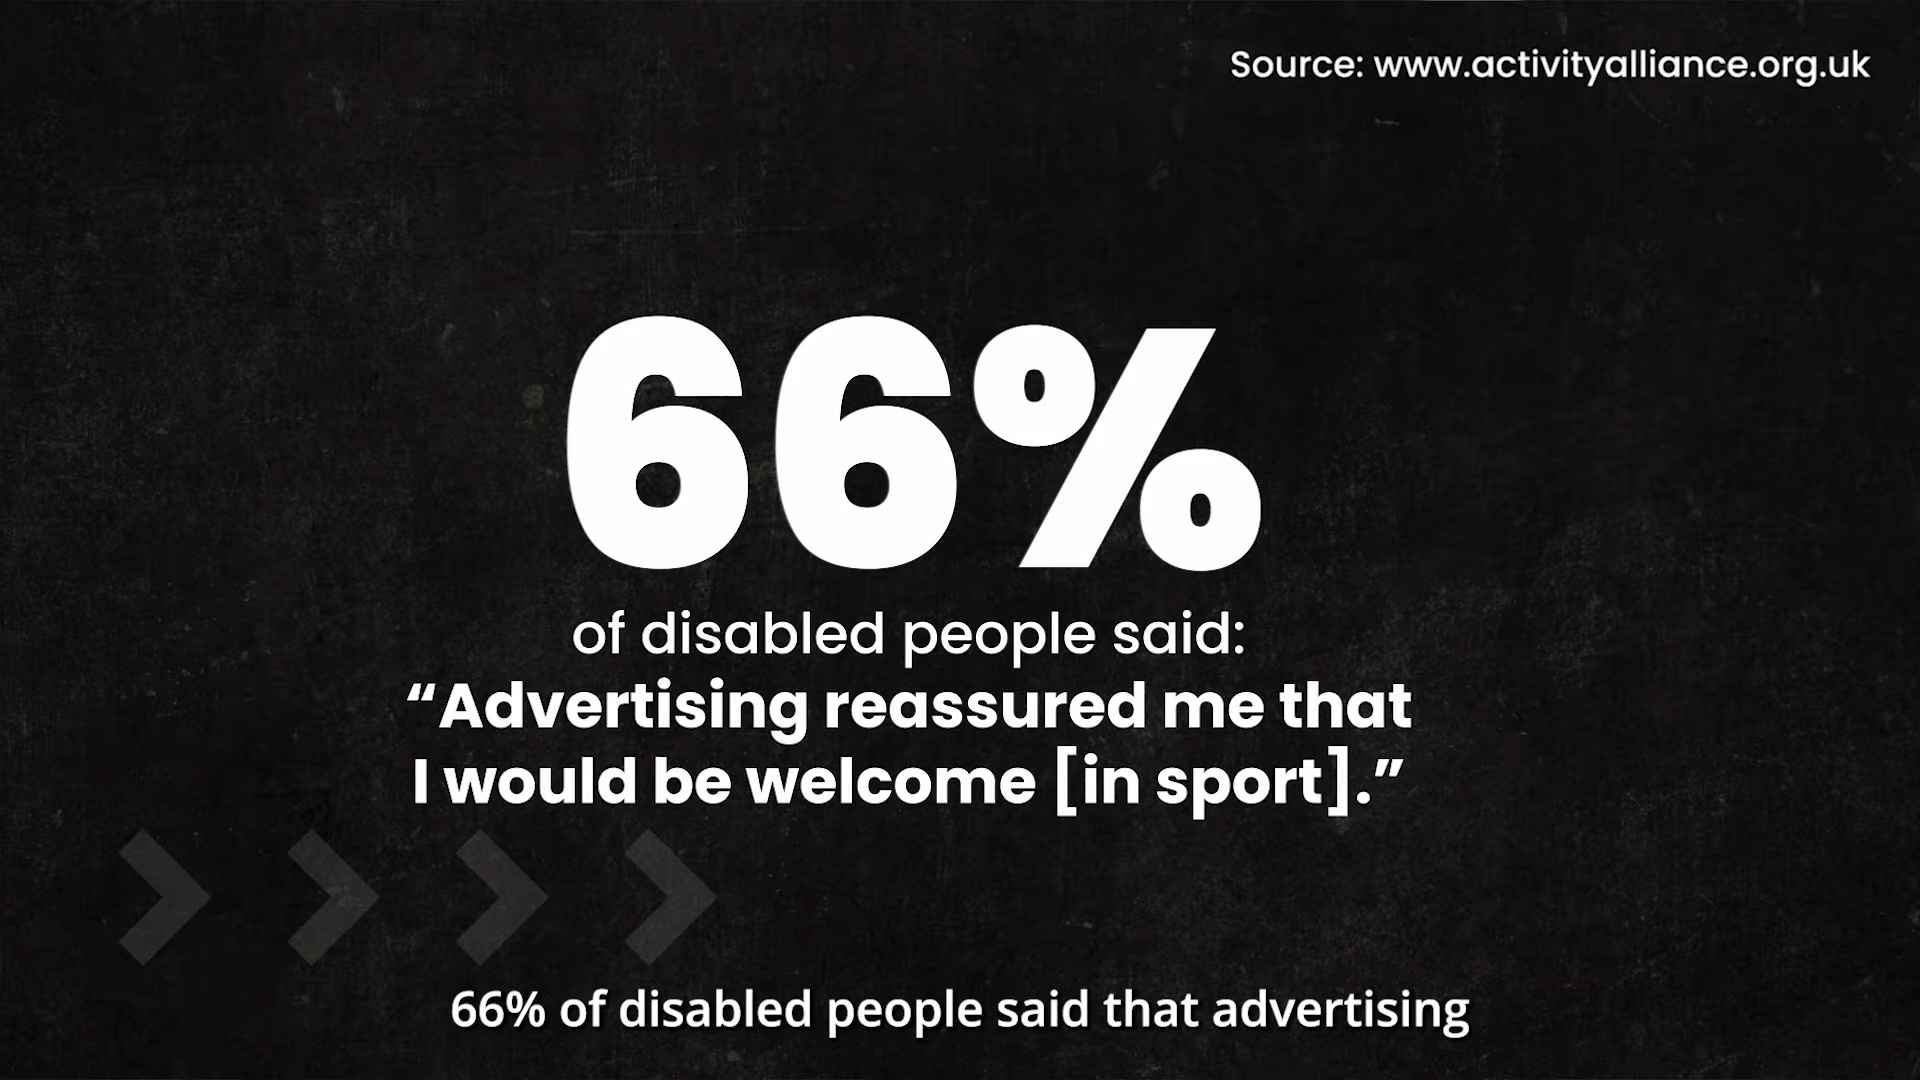 Source: www.activityalliance.org.uk
66%
of disabled people said:
“Advertising reassured me that
I would be welcome [in sport].”
66% of disabled people said that advertising